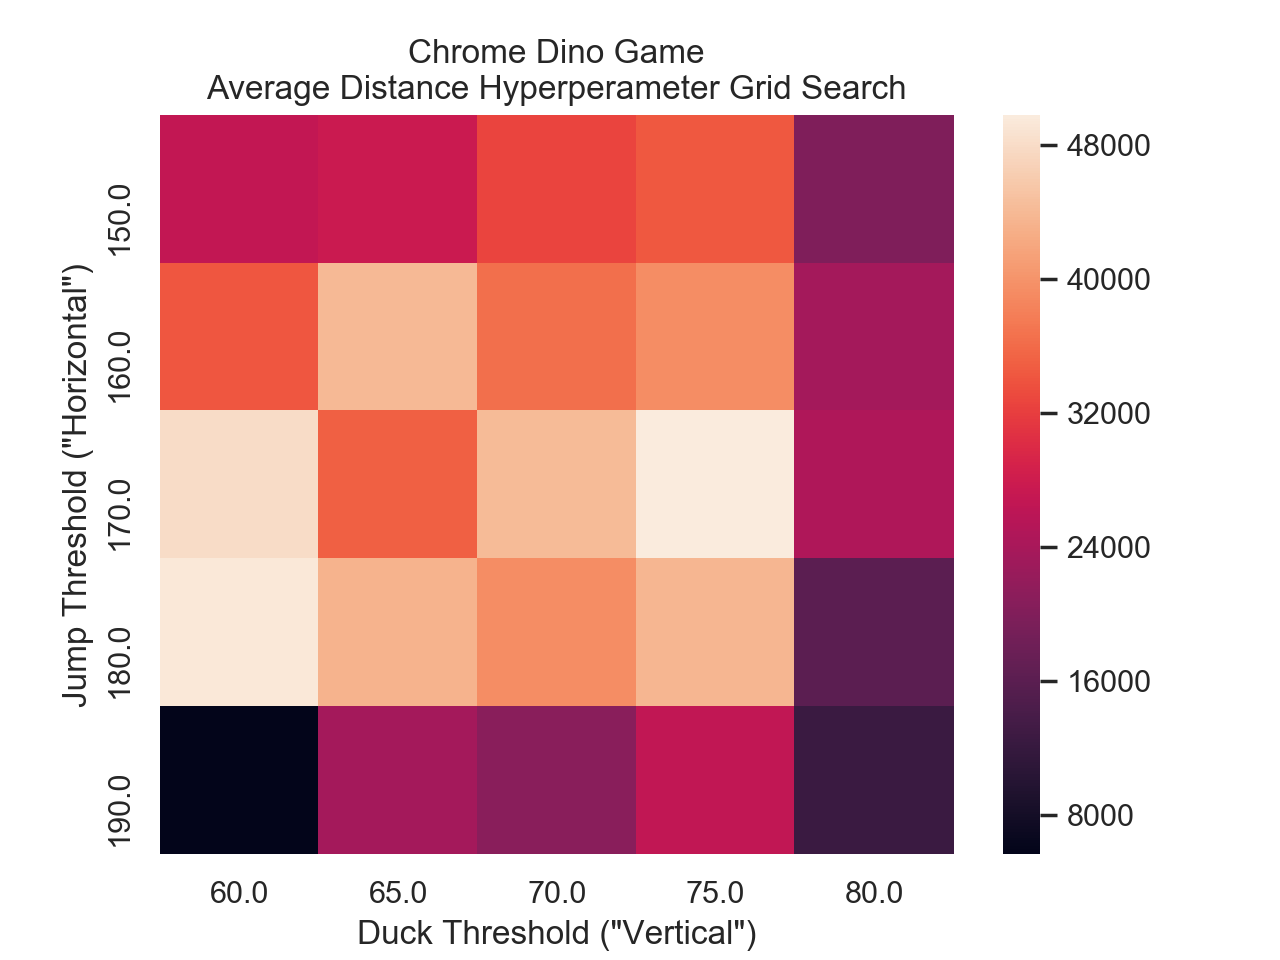 Chrome Dino Game
Average Distance Hyperperameter Grid Search
Jump Threshold ("Horizontal")
150.0
160.0
170.0
180.0
190.0
60.0 65.0 70.0 75.0 80.0
Duck Threshold ("Vertical")
48000
40000
32000
24000
16000
8000